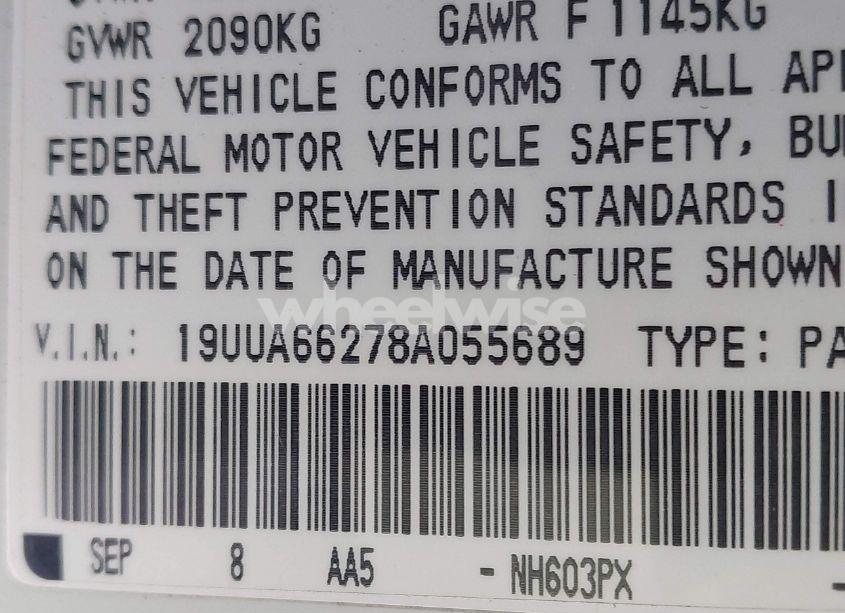 GVWR 2090KG GAWR F 1145KG
THIS VEHICLE CONFORMS TO ALL
FEDERAL MOTOR VEHICLE SAFETY,
AND THEFT PREVENTION STANDARDS
ON THE DATE OF MANUFACTURE SHOWN
wheelwise
V.I.N.: 19UUA66278A055689 TYPE: PA
SEP 8 AA5 - NH603PX -